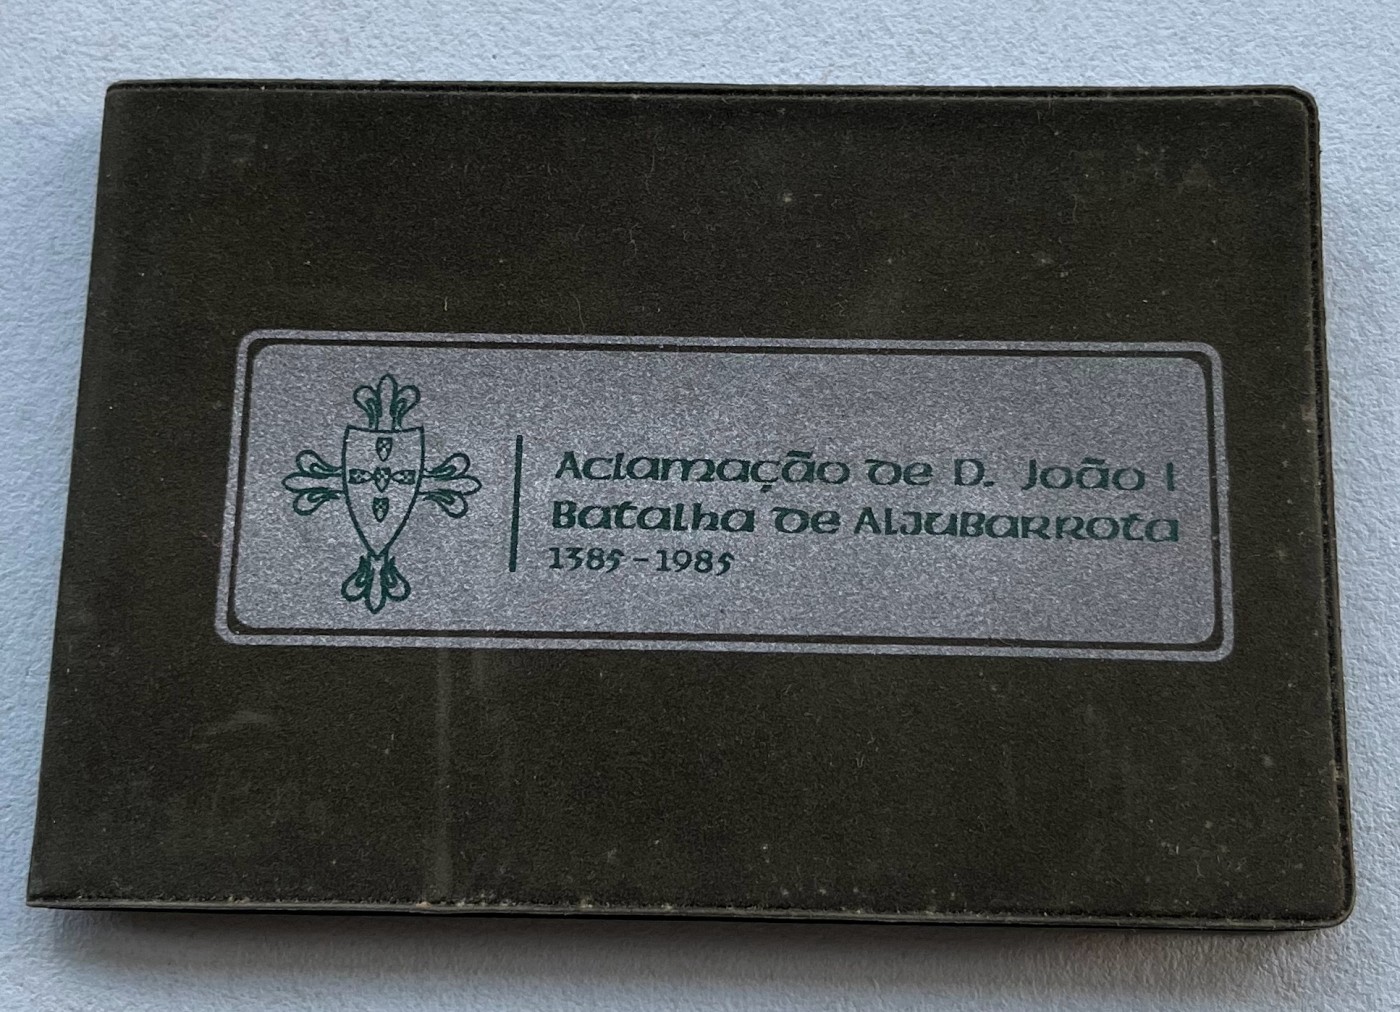 Aclamação de D. João I
Batalha de Aljubarrota
1385-1985